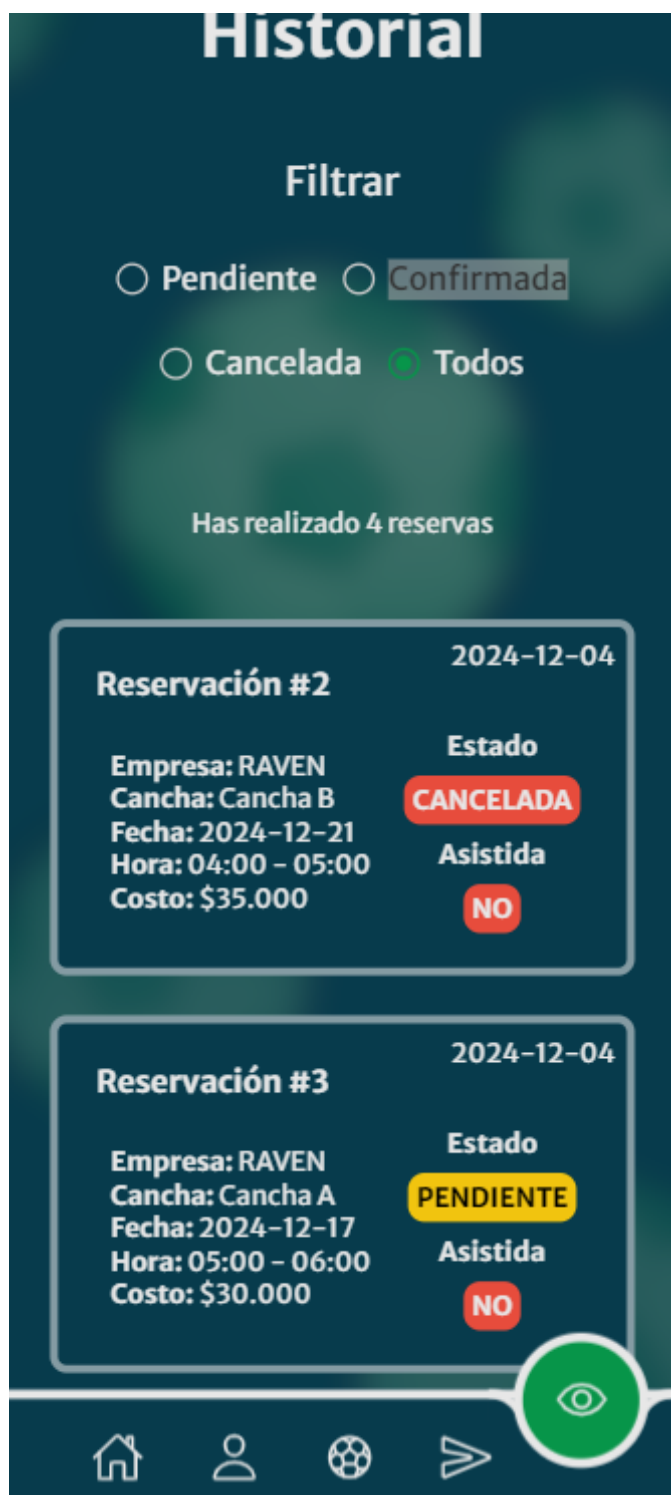 Historial
Filtrar
Pendiente Confirmada
Cancelada Todos
Has realizado 4 reservas
2024-12-04
Reservación #2
Estado
Empresa: RAVEN
CANCELADA
Cancha: Cancha B
Fecha: 2024-12-21
Asistida
Hora: 04:00 - 05:00
Costo: $35.000
NO
2024-12-04
Reservación #3
Estado
Empresa: RAVEN
PENDIENTE
Cancha: Cancha A
Fecha: 2024-12-17
Asistida
Hora: 05:00 - 06:00
Costo: $30.000
NO